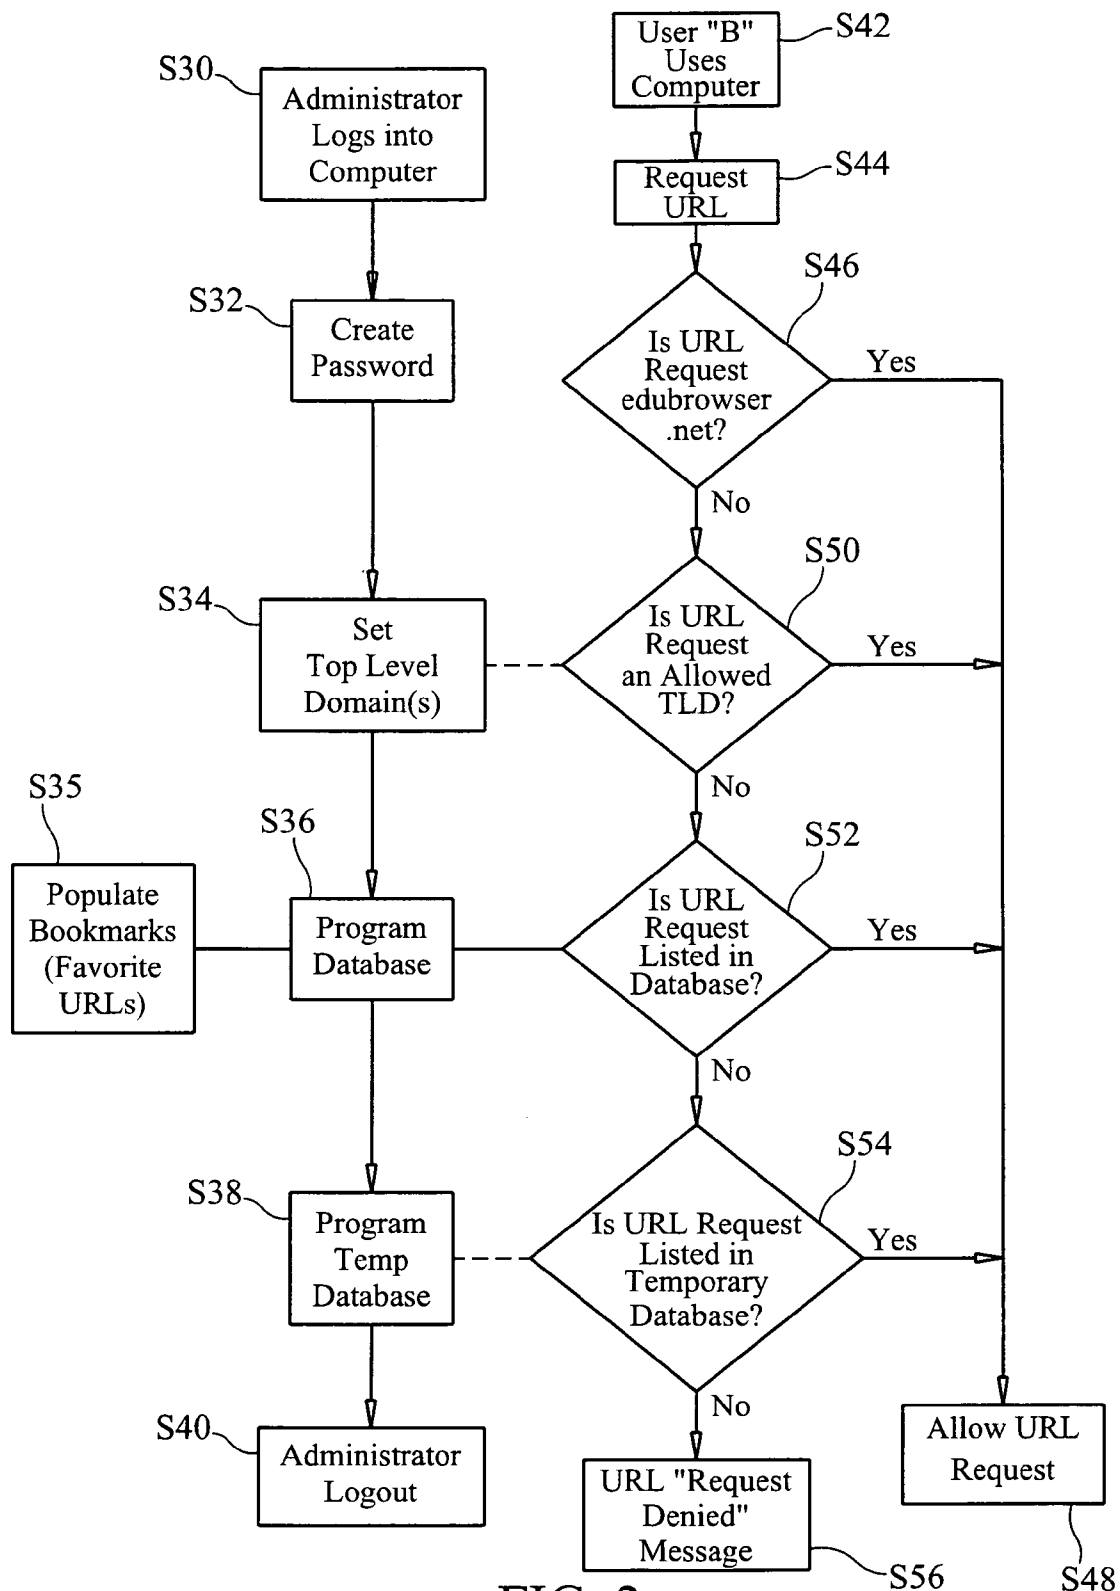 S30
Administrator
Logs into
Computer
S32
Create
Password
S34
Set
Top Level
Domain(s)
S35
Populate
Bookmarks
(Favorite
URLs)
S36
Program
Database
S38
Program
Temp
Database
S40
Administrator
Logout
S42
User "B"
Uses
Computer
S44
Request
URL
S46
Is URL
Request
edubrowser
.net?
Yes
No
S50
Is URL
Request
an Allowed
TLD?
Yes
No
S52
Is URL
Request
Listed in
Database?
Yes
No
S54
Is URL Request
Listed in
Temporary
Database?
Yes
No
URL "Request
Denied"
Message
S56
Allow URL
Request
S48